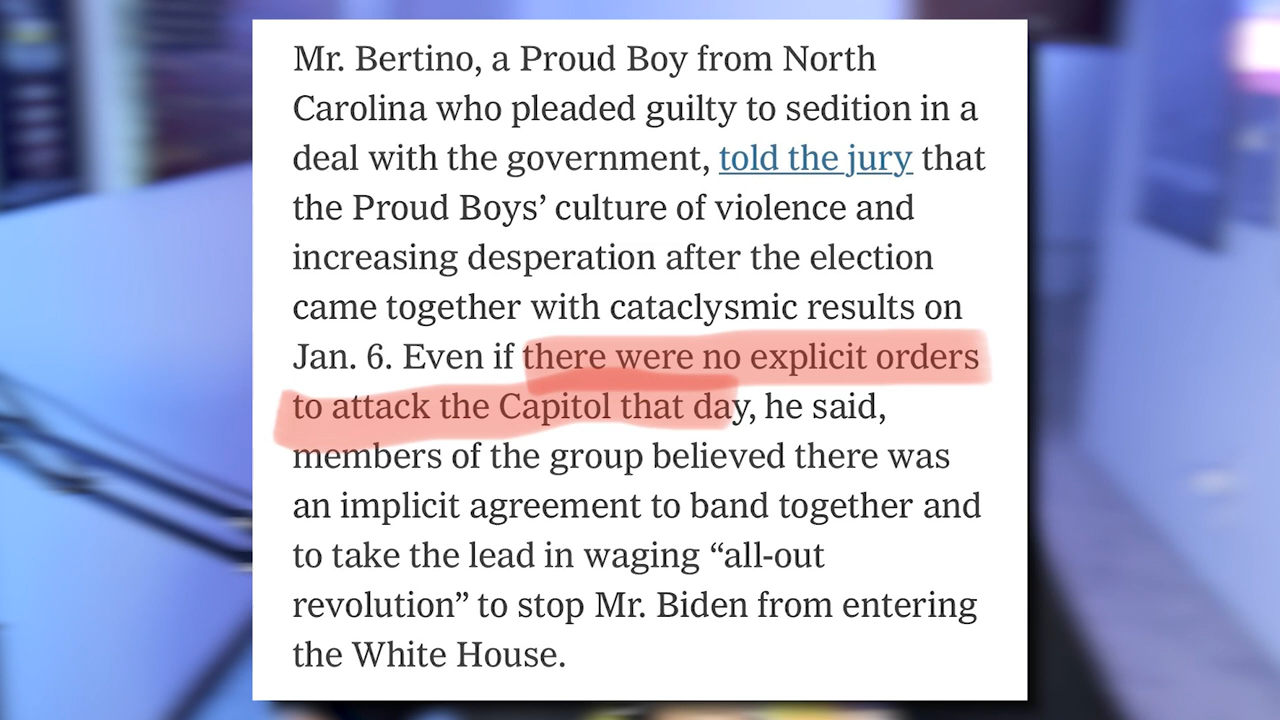 Mr. Bertino, a Proud Boy from North
Carolina who pleaded guilty to sedition in a
deal with the government, told the jury that
the Proud Boys’ culture of violence and
increasing desperation after the election
came together with cataclysmic results on
Jan. 6. Even if there were no explicit orders
to attack the Capitol that day, he said,
members of the group believed there was
an implicit agreement to band together and
to take the lead in waging “all-out
revolution” to stop Mr. Biden from entering
the White House.